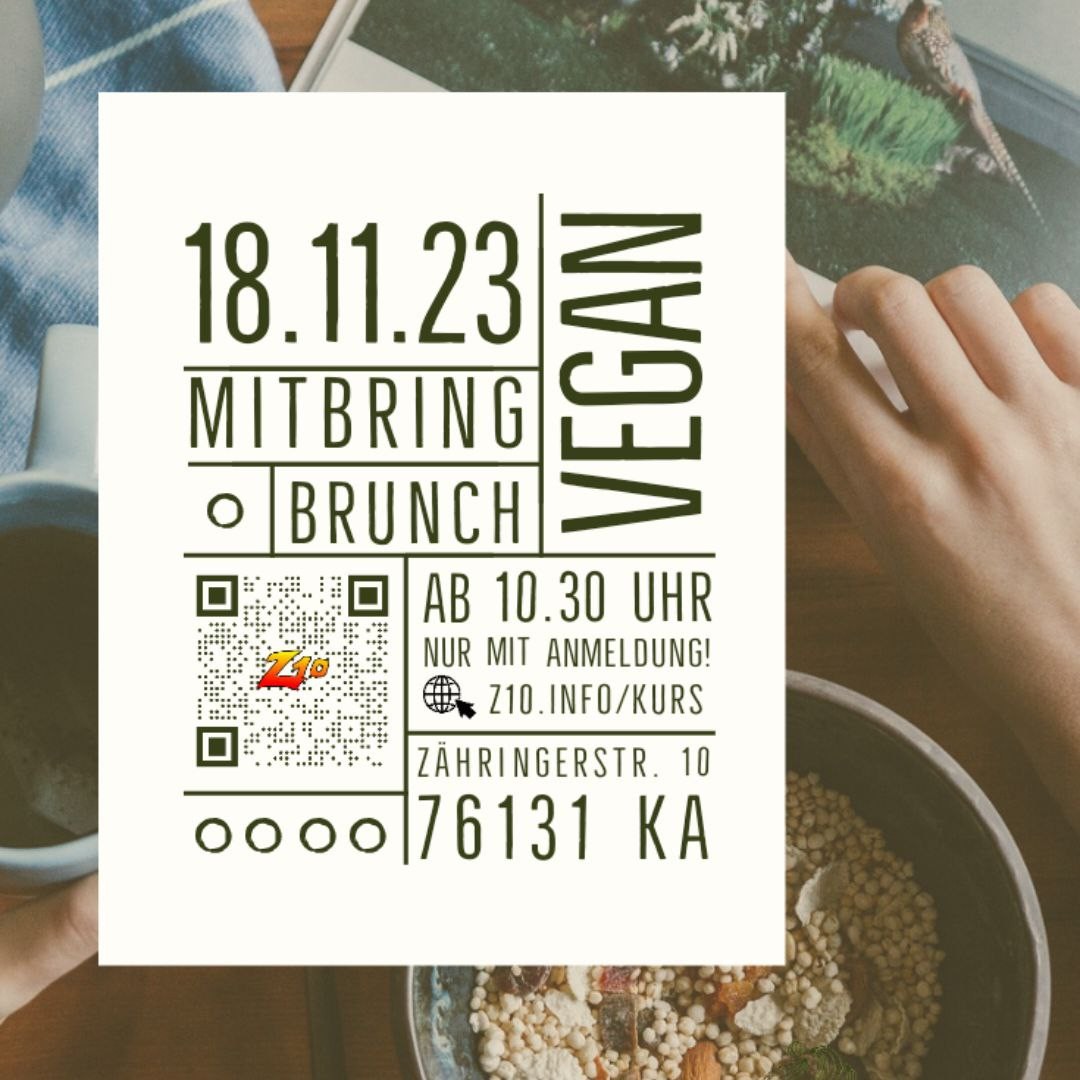 18.11.23
MITBRING
BRUNCH
VEGAN
Z10
AB 10.30 UHR
NUR MIT ANMELDUNG!
Z10.INFO/KURS
ZÄHRINGERSTR. 10
76131 KA